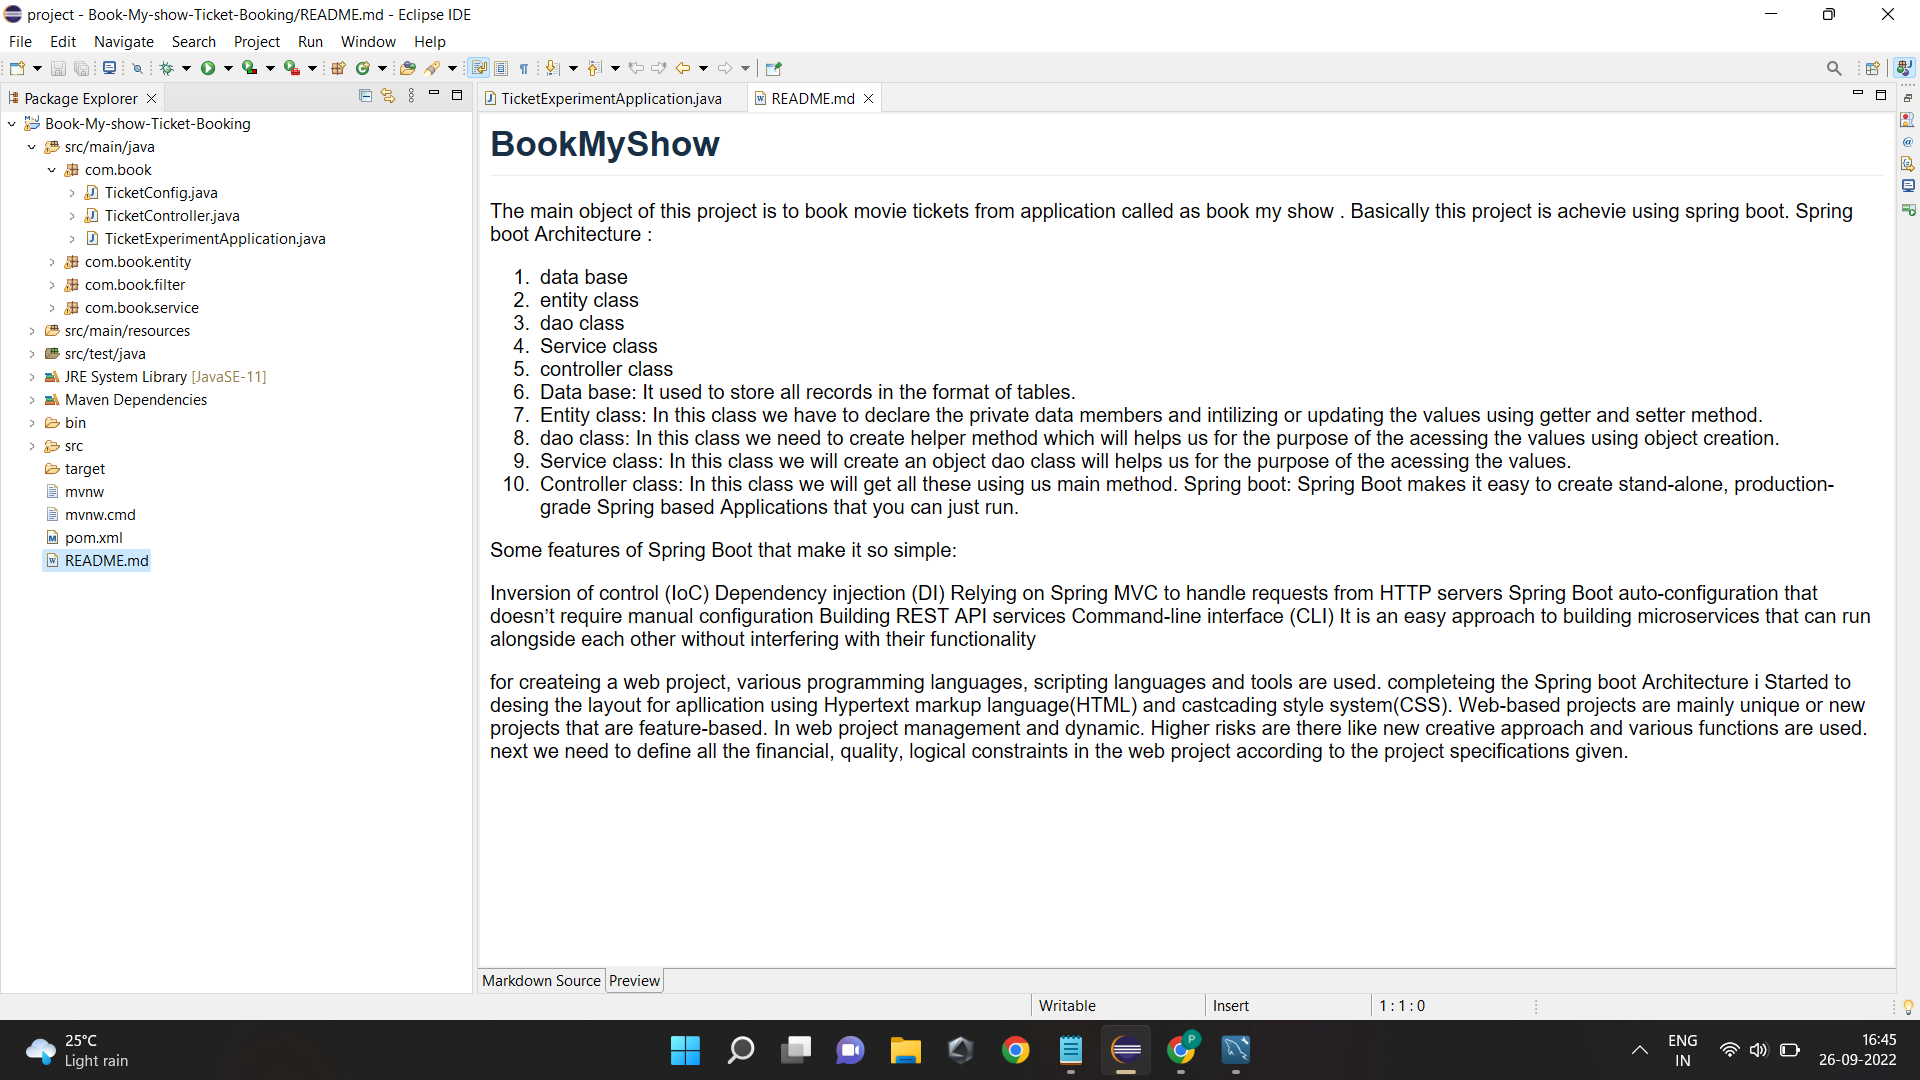 project - Book-My-show-Ticket-Booking/README.md - Eclipse IDE
File Edit Navigate Search Project Run Window Help
Package Explorer
Book-My-show-Ticket-Booking
src/main/java
com.book
TicketConfig.java
TicketController.java
TicketExperimentApplication.java
com.book.entity
com.book.filter
com.book.service
src/main/resources
src/test/java
JRE System Library [JavaSE-11]
Maven Dependencies
bin
src
target
mvnw
mvnw.cmd
pom.xml
README.md
TicketExperimentApplication.java README.md
BookMyShow
The main object of this project is to book movie tickets from application called as book my show . Basically this project is achevie using spring boot. Spring
boot Architecture :
1. data base
2. entity class
3. dao class
4. Service class
5. controller class
6. Data base: It used to store all records in the format of tables.
7. Entity class: In this class we have to declare the private data members and intilizing or updating the values using getter and setter method.
8. dao class: In this class we need to create helper method which will helps us for the purpose of the acessing the values using object creation.
9. Service class: In this class we will create an object dao class will helps us for the purpose of the acessing the values.
10. Controller class: In this class we will get all these using us main method. Spring boot: Spring Boot makes it easy to create stand-alone, production-
grade Spring based Applications that you can just run.
Some features of Spring Boot that make it so simple:
Inversion of control (IoC) Dependency injection (DI) Relying on Spring MVC to handle requests from HTTP servers Spring Boot auto-configuration that
doesn’t require manual configuration Building REST API services Command-line interface (CLI) It is an easy approach to building microservices that can run
alongside each other without interfering with their functionality
for createing a web project, various programming languages, scripting languages and tools are used. completeing the Spring boot Architecture i Started to
desing the layout for apllication using Hypertext markup language(HTML) and castcading style system(CSS). Web-based projects are mainly unique or new
projects that are feature-based. In web project management and dynamic. Higher risks are there like new creative approach and various functions are used.
next we need to define all the financial, quality, logical constraints in the web project according to the project specifications given.
Markdown Source Preview
Writable Insert 1 : 1 : 0
25°C
Light rain
ENG
IN
16:45
26-09-2022